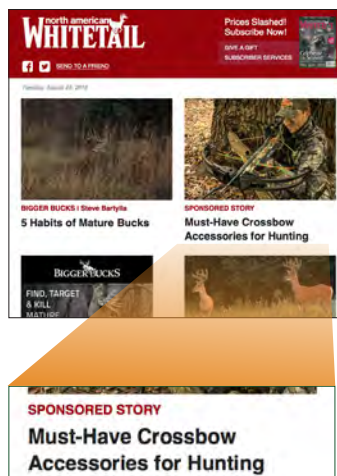 north american
WHITETAIL
Prices Slashed!
Subscribe Now!
GIVE A GIFT
SUBSCRIBER SERVICES
SEND TO A FRIEND
BIGGER BUCKS | Steve Bartylla
5 Habits of Mature Bucks
SPONSORED STORY
Must-Have Crossbow
Accessories for Hunting
BIGGER BUCKS
FIND, TARGET
& KILL
MATURE
SPONSORED STORY
Must-Have Crossbow
Accessories for Hunting